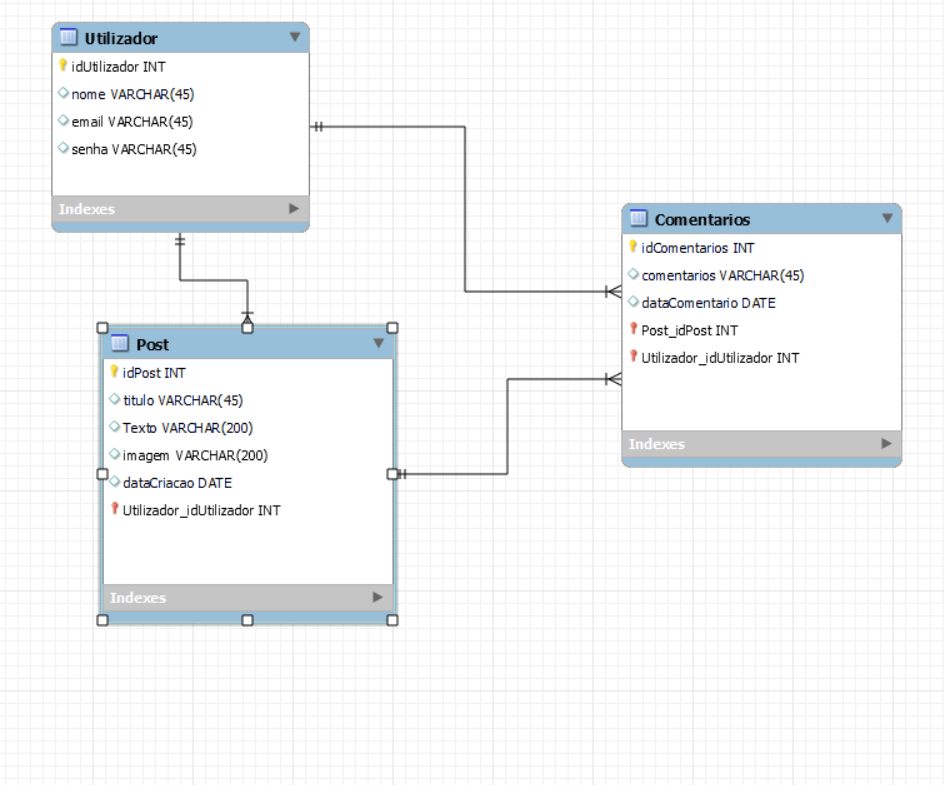 Utilizador
idUtilizador INT
nome VARCHAR(45)
email VARCHAR(45)
senha VARCHAR(45)
Indexes
Comentarios
idComentarios INT
comentarios VARCHAR(45)
dataComentario DATE
Post_idPost INT
Utilizador_idUtilizador INT
Indexes
Post
idPost INT
titulo VARCHAR(45)
Texto VARCHAR(200)
imagem VARCHAR(200)
dataCriacao DATE
Utilizador_idUtilizador INT
Indexes